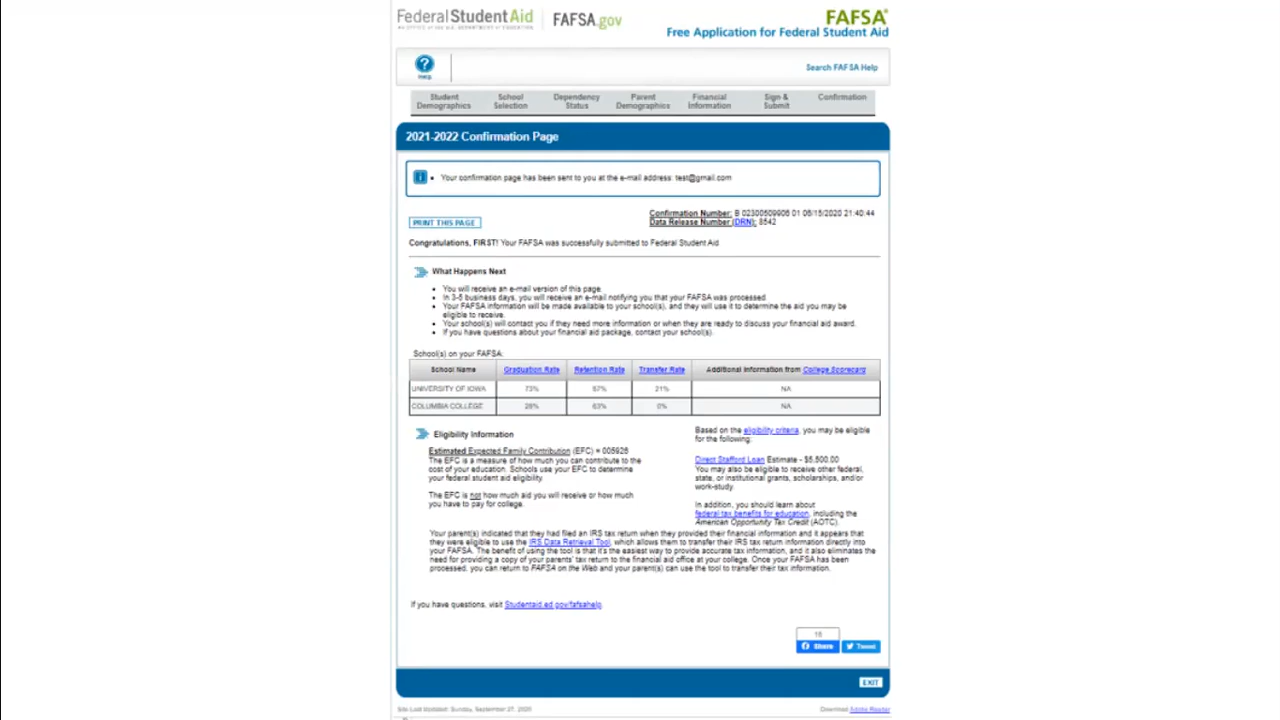 Federal Student Aid
AN OFFICE OF THE U.S. DEPARTMENT OF EDUCATION
FAFSA.gov
FAFSA®
Free Application for Federal Student Aid
?
Help
Search FAFSA Help
Student Demographics
School Selection
Dependency Status
Parent Demographics
Financial Information
Sign & Submit
Confirmation
2021-2022 Confirmation Page
i • Your confirmation page has been sent to you at the e-mail address: test@gmail.com
Confirmation Number: B 02300509906 01 06/15/2020 21:40:44
PRINT THIS PAGE
Data Release Number (DRN): 8542
Congratulations, FIRST! Your FAFSA was successfully submitted to Federal Student Aid
What Happens Next
• You will receive an e-mail version of this page.
• In 3-5 business days, you will receive an e-mail notifying you that your FAFSA was processed.
• Your FAFSA information will be made available to your school(s), and they will use it to determine the aid you may be
eligible to receive.
• Your school(s) will contact you if they need more information or when they are ready to discuss your financial aid award.
• If you have questions about your financial aid package, contact your school(s).
School(s) on your FAFSA:
School Name Graduation Rate Retention Rate Transfer Rate Additional Information from College Scorecard
UNIVERSITY OF IOWA 73% 87% 21% NA
COLUMBIA COLLEGE 28% 63% 0% NA
Eligibility Information
Estimated Expected Family Contribution (EFC) = 005926
The EFC is a measure of how much you can contribute to the
cost of your education. Schools use your EFC to determine
your federal student aid eligibility.
The EFC is not how much aid you will receive or how much
you have to pay for college.
Based on the eligibility criteria, you may be eligible
for the following:
Direct Stafford Loan Estimate - $5,500.00
You may also be eligible to receive other federal,
state, or institutional grants, scholarships, and/or
work-study.
In addition, you should learn about
federal tax benefits for education, including the
American Opportunity Tax Credit (AOTC).
Your parent(s) indicated that they had filed an IRS tax return when they provided their financial information and it appears that
they were eligible to use the IRS Data Retrieval Tool, which allows them to transfer their IRS tax return information directly into
your FAFSA. The benefit of using the tool is that it's the easiest way to provide accurate tax information, and it also eliminates the
need for providing a copy of your parents' tax return to the financial aid office at your college. Once your FAFSA has been
processed, you can return to FAFSA on the Web and your parent(s) can use the tool to transfer their tax information.
If you have questions, visit Studentaid.ed.gov/fafsahelp.
Share
Tweet
EXIT
Site Last Updated: Sunday, September 27, 2020
Download Adobe Reader